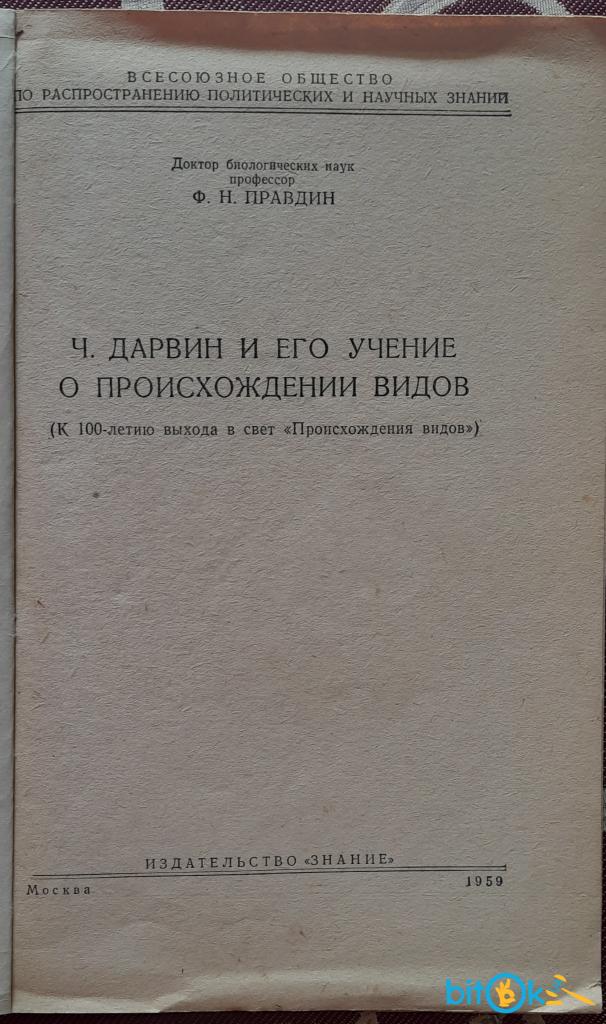 ВСЕСОЮЗНОЕ ОБЩЕСТВО
ПО РАСПРОСТРАНЕНИЮ ПОЛИТИЧЕСКИХ И НАУЧНЫХ ЗНАНИЙ
Доктор биологических наук
профессор
Ф. Н. ПРАВДИН
Ч. ДАРВИН И ЕГО УЧЕНИЕ
О ПРОИСХОЖДЕНИИ ВИДОВ
(К 100-летию выхода в свет «Происхождения видов»)
ИЗДАТЕЛЬСТВО «ЗНАНИЕ»
Москва 1959
bitok